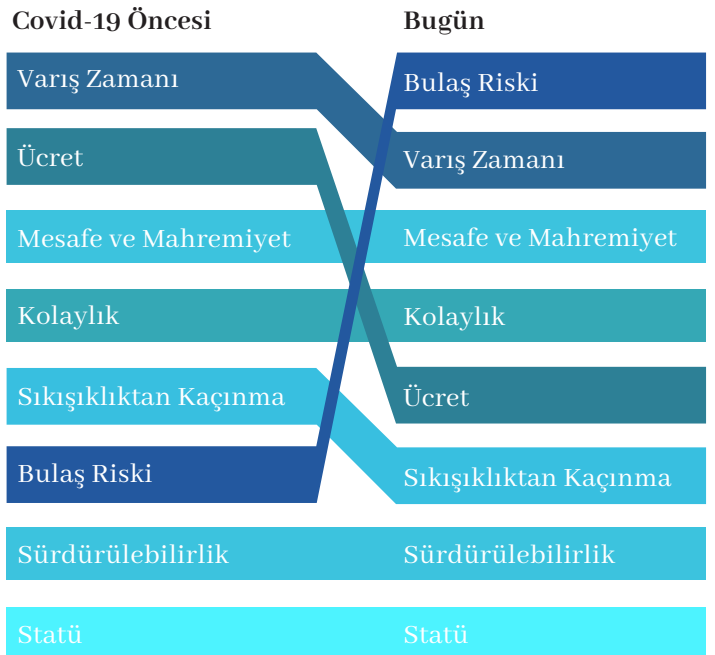 Covid-19 Öncesi
Bugün
Varış Zamanı
Bulaş Riski
Ücret
Varış Zamanı
Mesafe ve Mahremiyet
Mesafe ve Mahremiyet
Kolaylık
Kolaylık
Sıkışıklıktan Kaçınma
Ücret
Bulaş Riski
Sıkışıklıktan Kaçınma
Sürdürülebilirlik
Sürdürülebilirlik
Statü
Statü